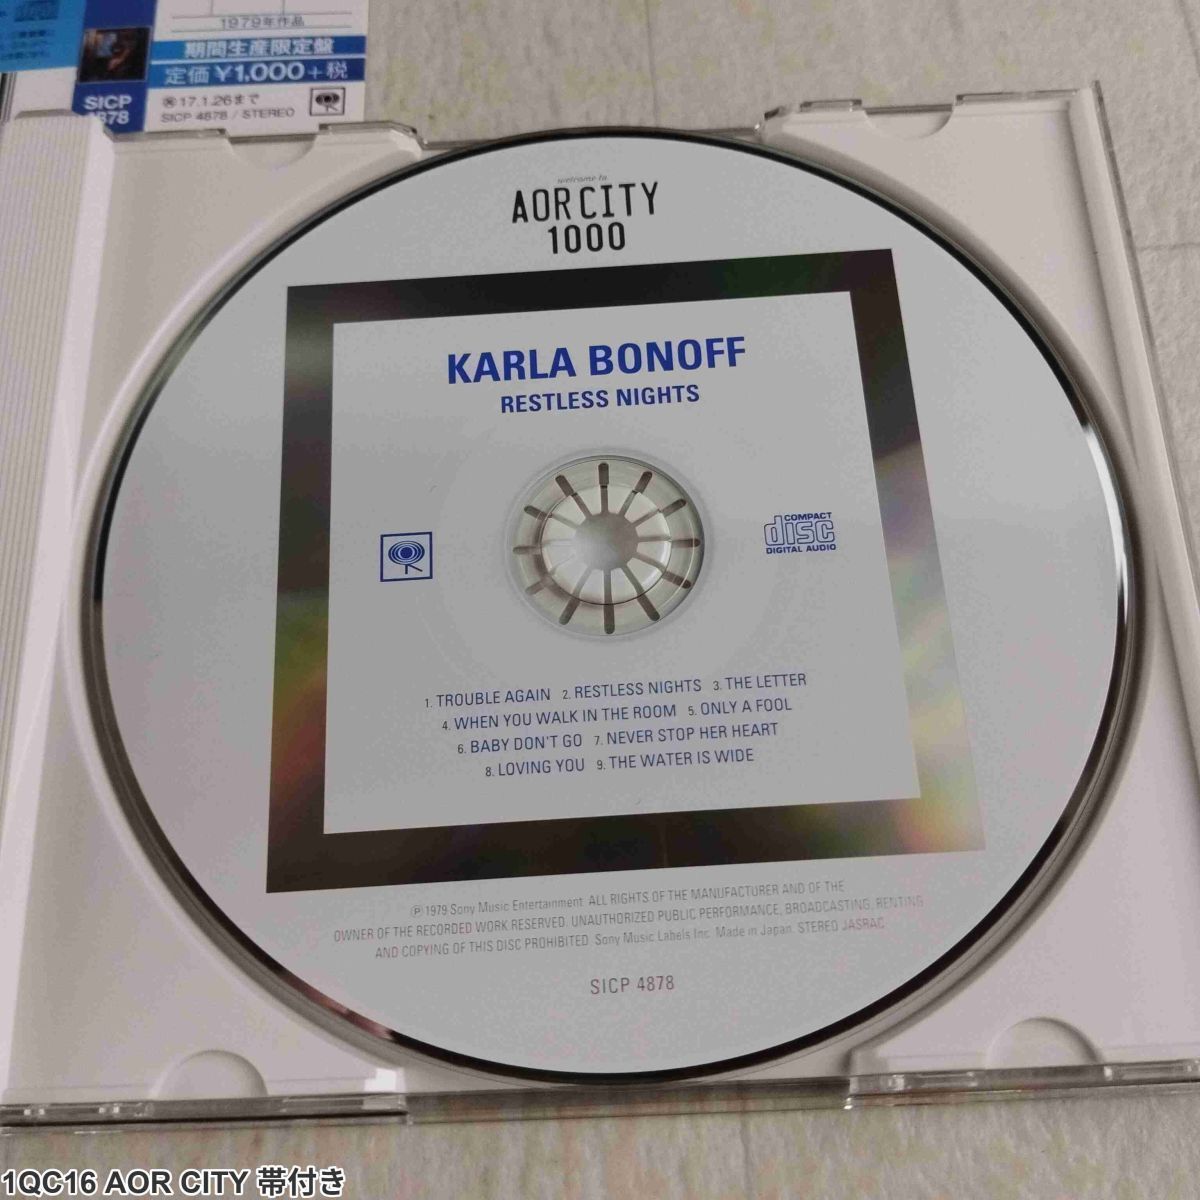 1979年作品
期間生産限定盤
定価¥1,000+税
SICP
4878
17.1.26まで
SICP 4878 / STEREO
welcome to
AOR CITY
1000
KARLA BONOFF
RESTLESS NIGHTS
COMPACT
disc
DIGITAL AUDIO
1. TROUBLE AGAIN 2. RESTLESS NIGHTS 3. THE LETTER
4. WHEN YOU WALK IN THE ROOM 5. ONLY A FOOL
6. BABY DON'T GO 7. NEVER STOP HER HEART
8. LOVING YOU 9. THE WATER IS WIDE
℗ 1979 Sony Music Entertainment. ALL RIGHTS OF THE MANUFACTURER AND OF THE
OWNER OF THE RECORDED WORK RESERVED. UNAUTHORIZED PUBLIC PERFORMANCE, BROADCASTING, RENTING
AND COPYING OF THIS DISC PROHIBITED. Sony Music Labels Inc. Made in Japan. STEREO JASRAC
SICP 4878
1QC16 AOR CITY 帯付き